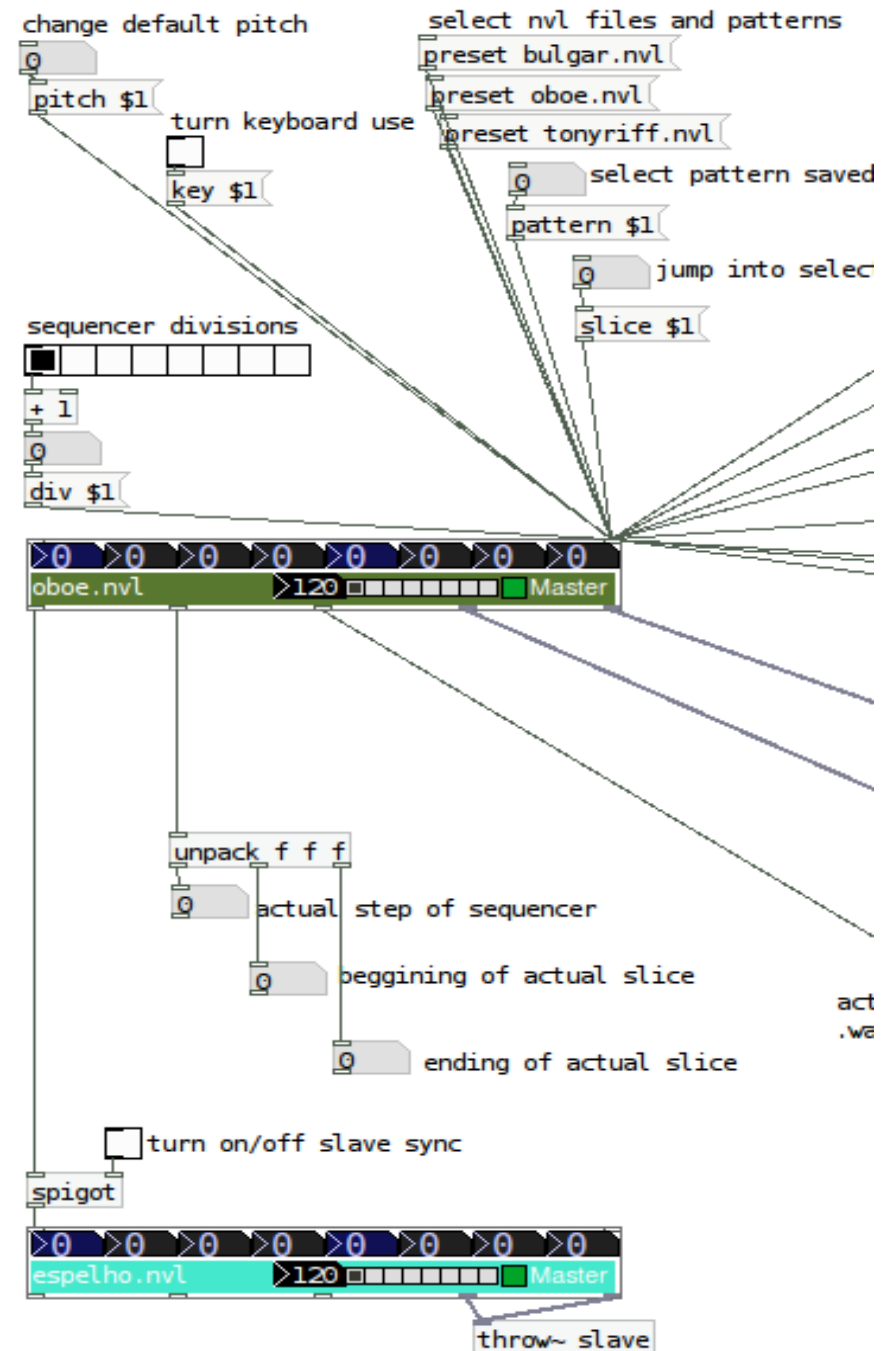 change default pitch
0
pitch $1
turn keyboard use
key $1
select nvl files and patterns
preset bulgar.nvl
preset oboe.nvl
preset tonyriff.nvl
0 select pattern saved
pattern $1
0 jump into select
slice $1
sequencer divisions
+ 1
0
div $1
>0 >0 >0 >0 >0 >0 >0 >0
oboe.nvl >120 Master
unpack f f f
0 actual step of sequencer
0 beggining of actual slice
act
.wa
0 ending of actual slice
turn on/off slave sync
spigot
>0 >0 >0 >0 >0 >0 >0 >0
espelho.nvl >120 Master
throw~ slave